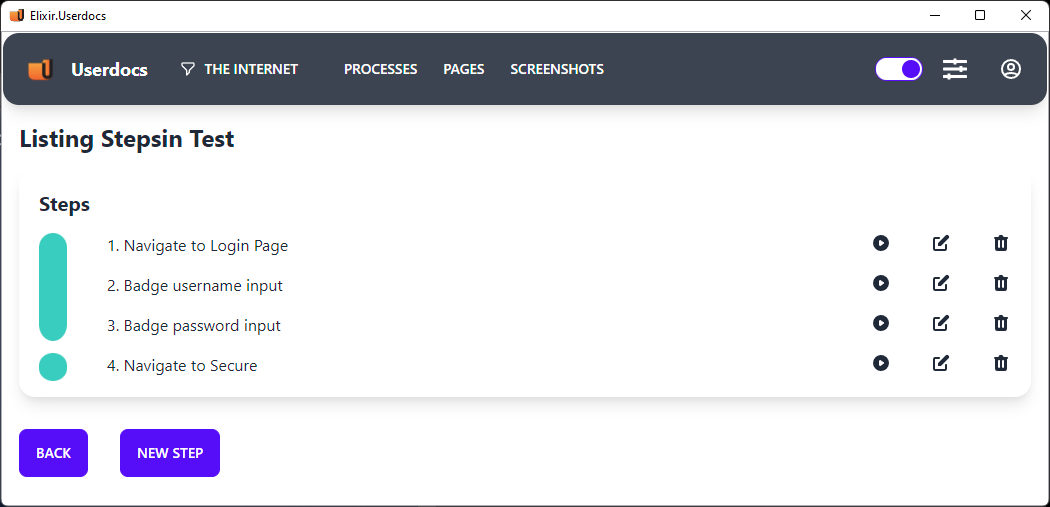 Elixir.Userdocs
Userdocs THE INTERNET PROCESSES PAGES SCREENSHOTS
Listing Stepsin Test
Steps
1. Navigate to Login Page
2. Badge username input
3. Badge password input
4. Navigate to Secure
BACK NEW STEP